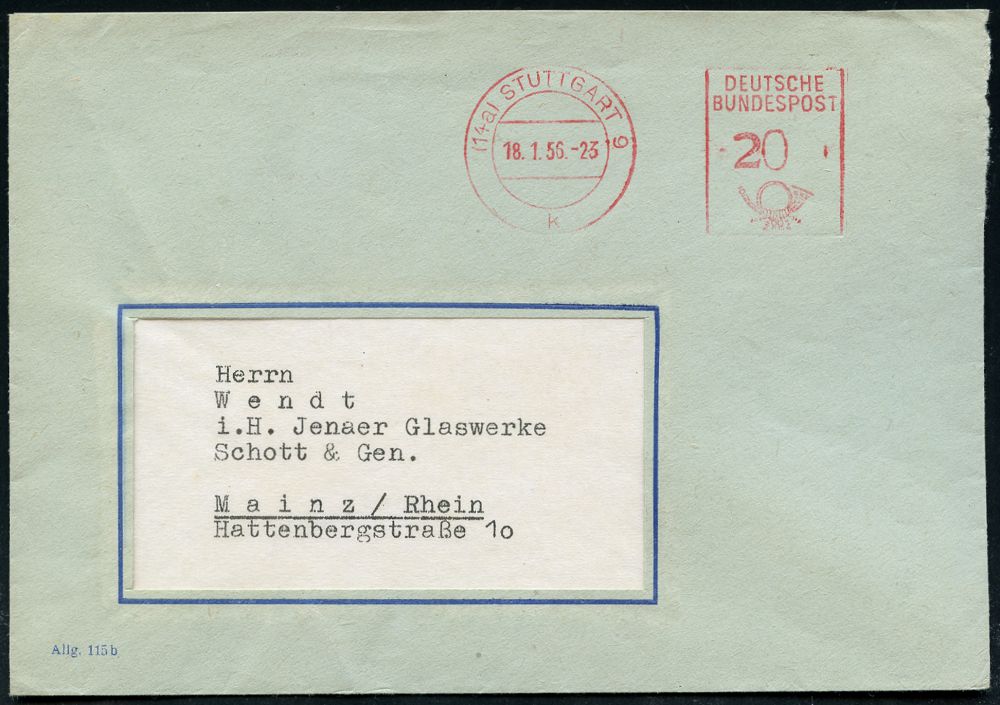 (14a) STUTTGART 9
18.1.56.-23
k
DEUTSCHE
BUNDESPOST
20
Herrn
W e n d t
i.H. Jenaer Glaswerke
Schott & Gen.
M a i n z / Rhein
Hattenbergstraße 1o
Allg. 115b